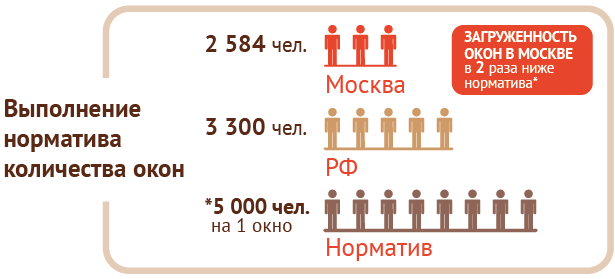 Выполнение
норматива
количества окон
2 584 чел.
Москва
ЗАГРУЖЕННОСТЬ
ОКОН В МОСКВЕ
в 2 раза ниже
норматива*
3 300 чел.
РФ
*5 000 чел.
на 1 окно
Норматив